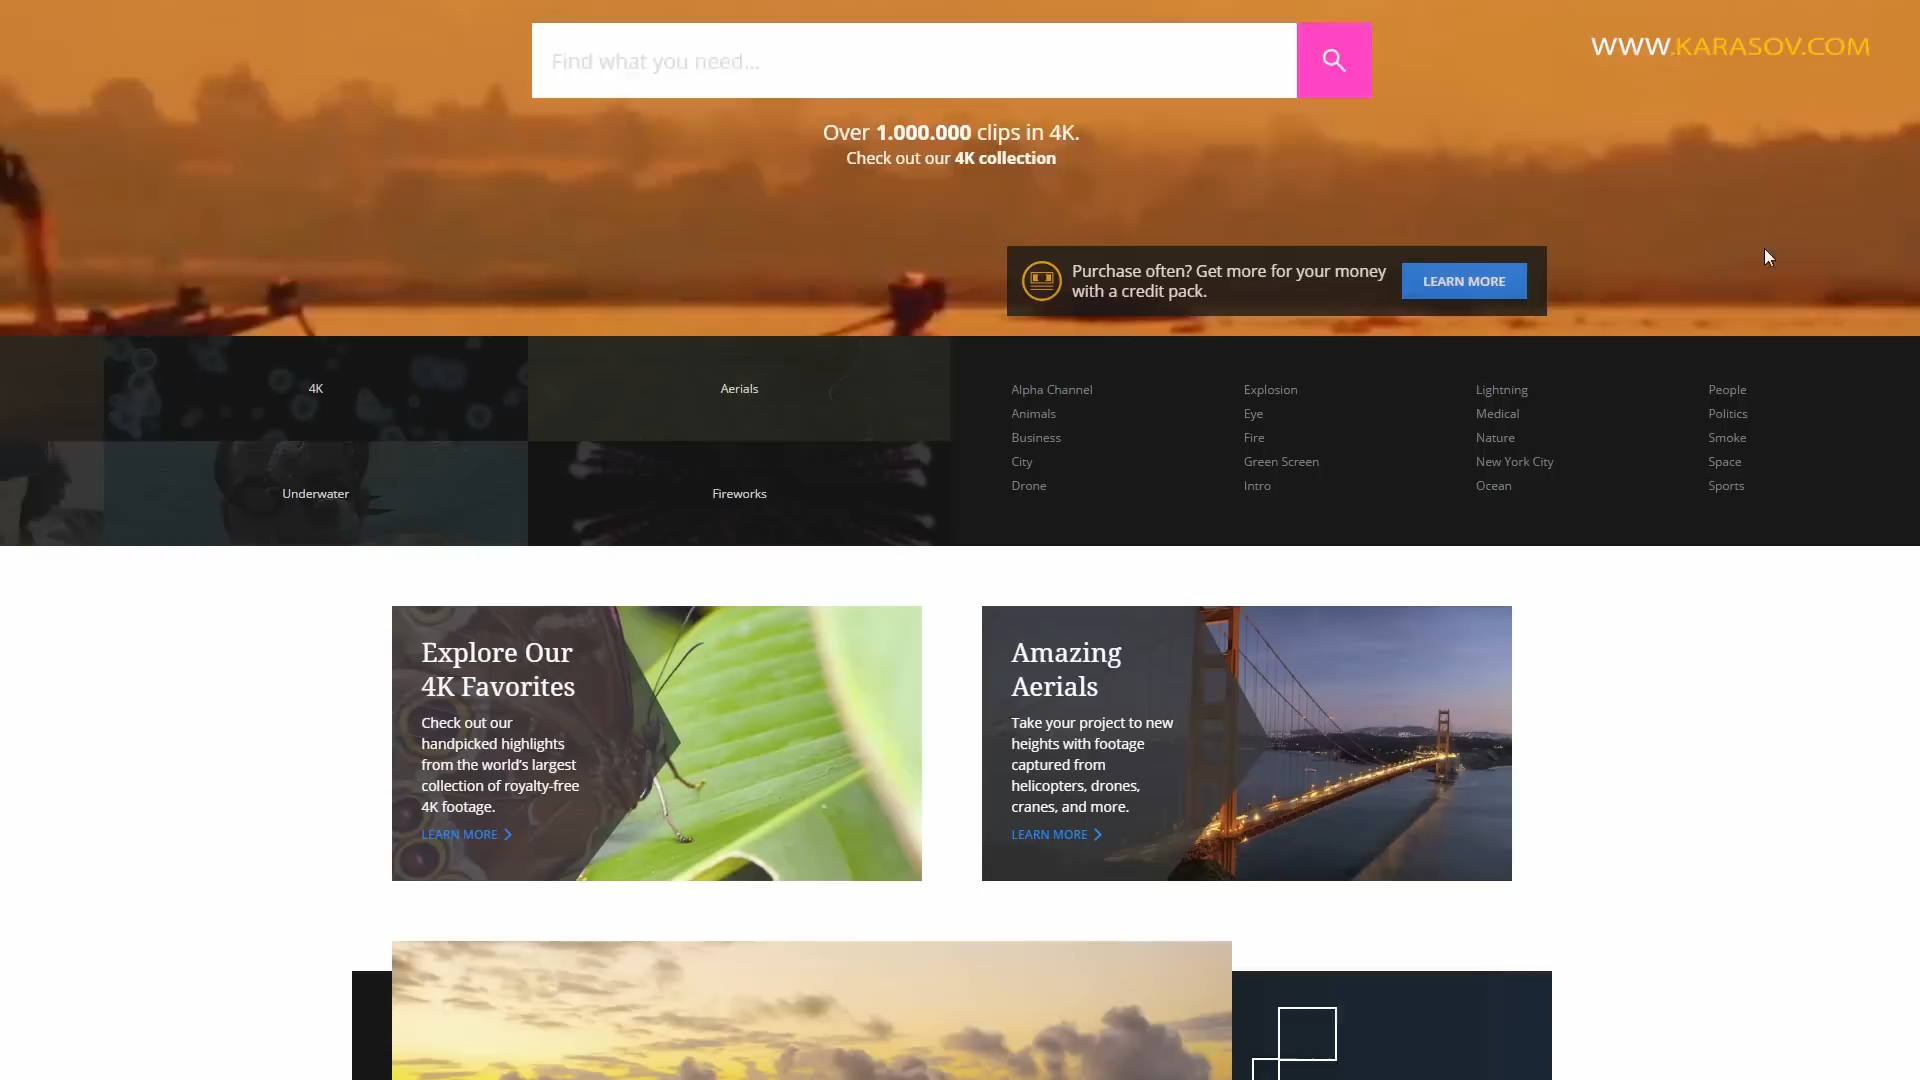 Find what you need...
WWW.KARASOV.COM
Over 1.000.000 clips in 4K.
Check out our 4K collection
Purchase often? Get more for your money
with a credit pack.
LEARN MORE
4K
Aerials
Underwater
Fireworks
Alpha Channel
Animals
Business
City
Drone
Explosion
Eye
Fire
Green Screen
Intro
Lightning
Medical
Nature
New York City
Ocean
People
Politics
Smoke
Space
Sports
Explore Our
4K Favorites
Check out our
handpicked highlights
from the world's largest
collection of royalty-free
4K footage.
LEARN MORE
Amazing
Aerials
Take your project to new
heights with footage
captured from
helicopters, drones,
cranes, and more.
LEARN MORE